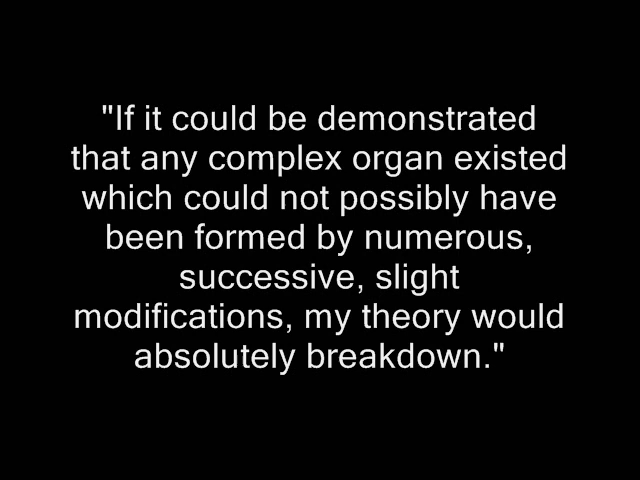 "If it could be demonstrated
that any complex organ existed
which could not possibly have
been formed by numerous,
successive, slight
modifications, my theory would
absolutely breakdown."